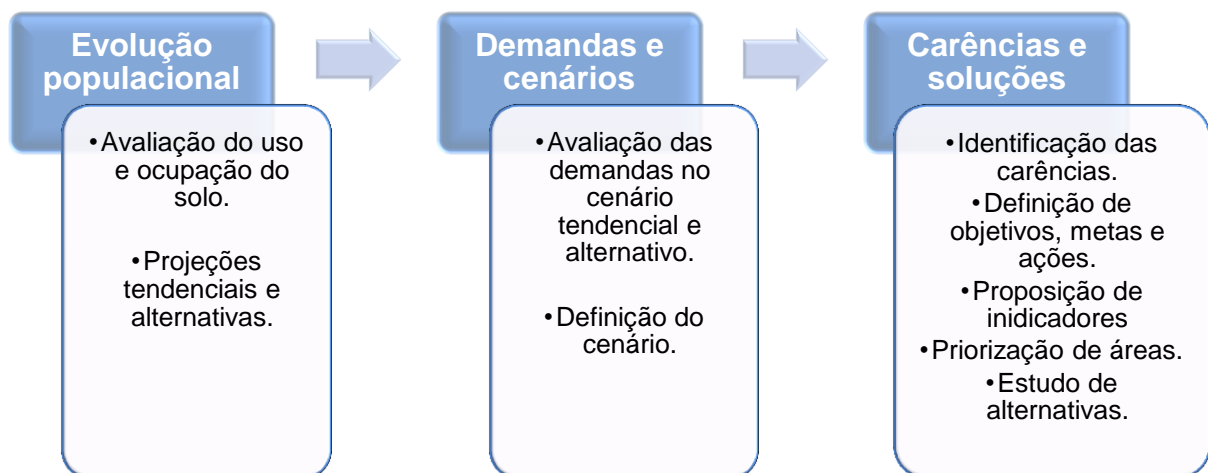 Evolução
populacional
•Avaliação do uso
e ocupação do
solo.
•Projeções
tendenciais e
alternativas.
Demandas e
cenários
•Avaliação das
demandas no
cenário
tendencial e
alternativo.
•Definição do
cenário.
Carências e
soluções
•Identificação das
carências.
•Definição de
objetivos, metas e
ações.
•Proposição de
inidicadores
•Priorização de áreas.
•Estudo de
alternativas.